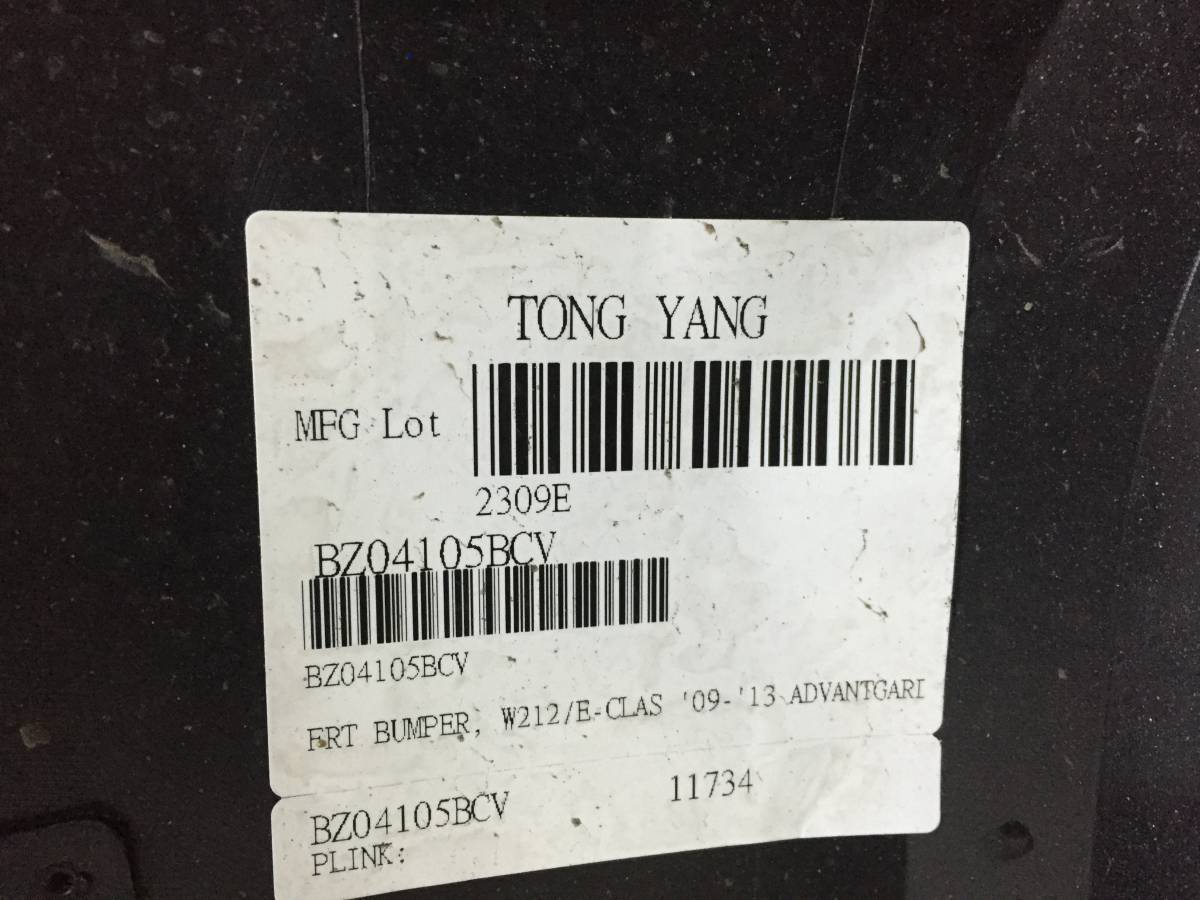 TONG YANG
MFG Lot
2309E
BZ04105BCV
BZ04105BCV
FRT BUMPER, W212/E-CLAS '09-'13 ADVANTGARI
BZ04105BCV 11734
PLINK: